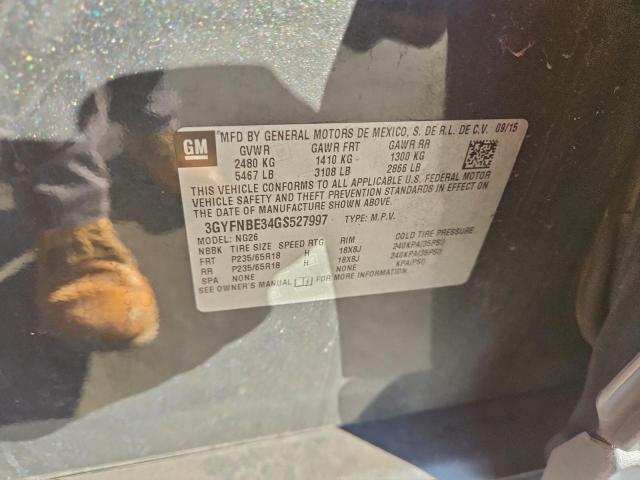 GM
MFD BY GENERAL MOTORS DE MEXICO, S. DE R.L. DE C.V. 09/15
GVWR GAWR FRT GAWR RR
2480 KG 1410 KG 1300 KG
5467 LB 3108 LB 2866 LB
THIS VEHICLE CONFORMS TO ALL APPLICABLE U.S. FEDERAL MOTOR
VEHICLE SAFETY AND THEFT PREVENTION STANDARDS IN EFFECT ON
THE DATE OF MANUFACTURE SHOWN ABOVE.
3GYFNBE34GS527997 TYPE: M.P.V.
MODEL: NG26
NBBK TIRE SIZE SPEED RTG RIM COLD TIRE PRESSURE
FRT P235/65R18 H 18X8J 240KPA(35PSI)
RR P235/65R18 H 18X8J 240KPA(35PSI)
SPA NONE NONE KPA(PSI)
SEE OWNER'S MANUAL FOR MORE INFORMATION.